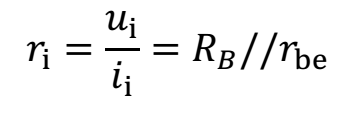 r_i = u_i / i_i = R_B // r_be